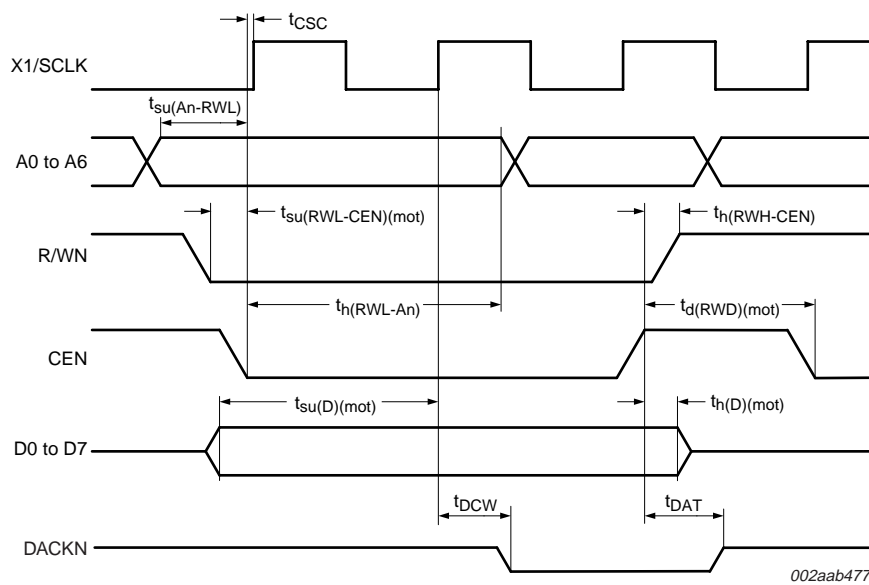 tCSC
X1/SCLK
tsu(An-RWL)
A0 to A6
tsu(RWL-CEN)(mot)
th(RWH-CEN)
R/WN
th(RWL-An)
td(RWD)(mot)
CEN
tsu(D)(mot)
th(D)(mot)
D0 to D7
tDCW
tDAT
DACKN
002aab477